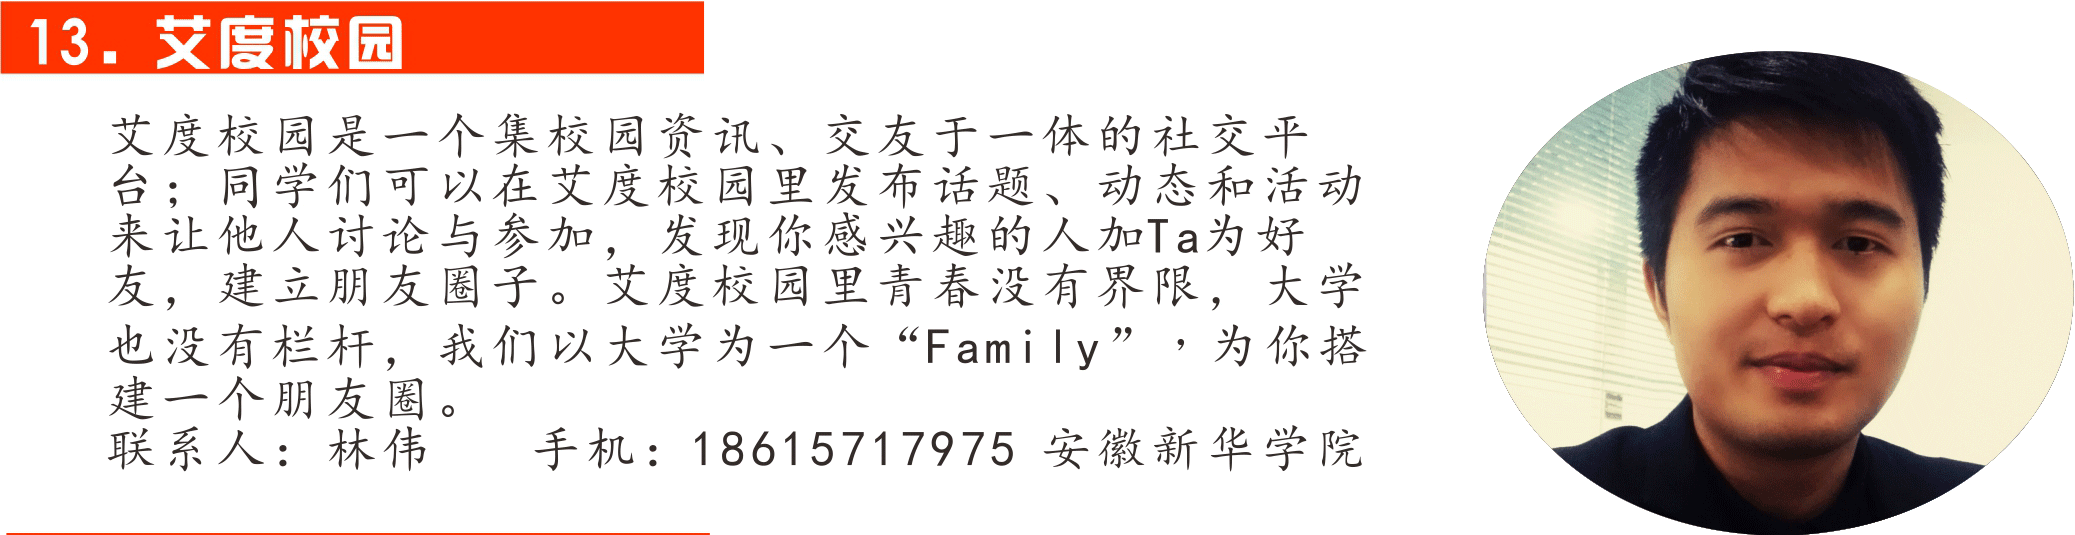 13. 艾度校园
艾度校园是一个集校园资讯、交友于一体的社交平
台；同学们可以在艾度校园里发布话题、动态和活动
来让他人讨论与参加，发现你感兴趣的人加Ta为好
友，建立朋友圈子。艾度校园里青春没有界限，大学
也没有栏杆，我们以大学为一个“Family”，为你搭
建一个朋友圈。
联系人：林伟 手机：18615717975 安徽新华学院